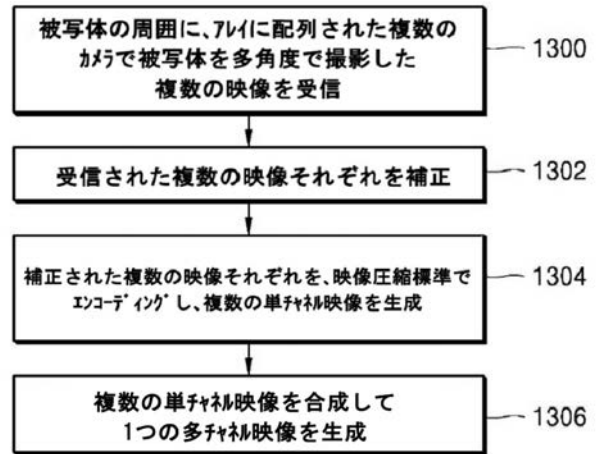 被写体の周囲に、ｱﾚｲに配列された複数の
ｶﾒﾗで被写体を多角度で撮影した
複数の映像を受信
1300
受信された複数の映像それぞれを補正
1302
補正された複数の映像それぞれを、映像圧縮標準で
ｴﾝｺｰﾃﾞｨﾝｸﾞし、複数の単ﾁｬﾈﾙ映像を生成
1304
複数の単ﾁｬﾈﾙ映像を合成して
1つの多ﾁｬﾈﾙ映像を生成
1306